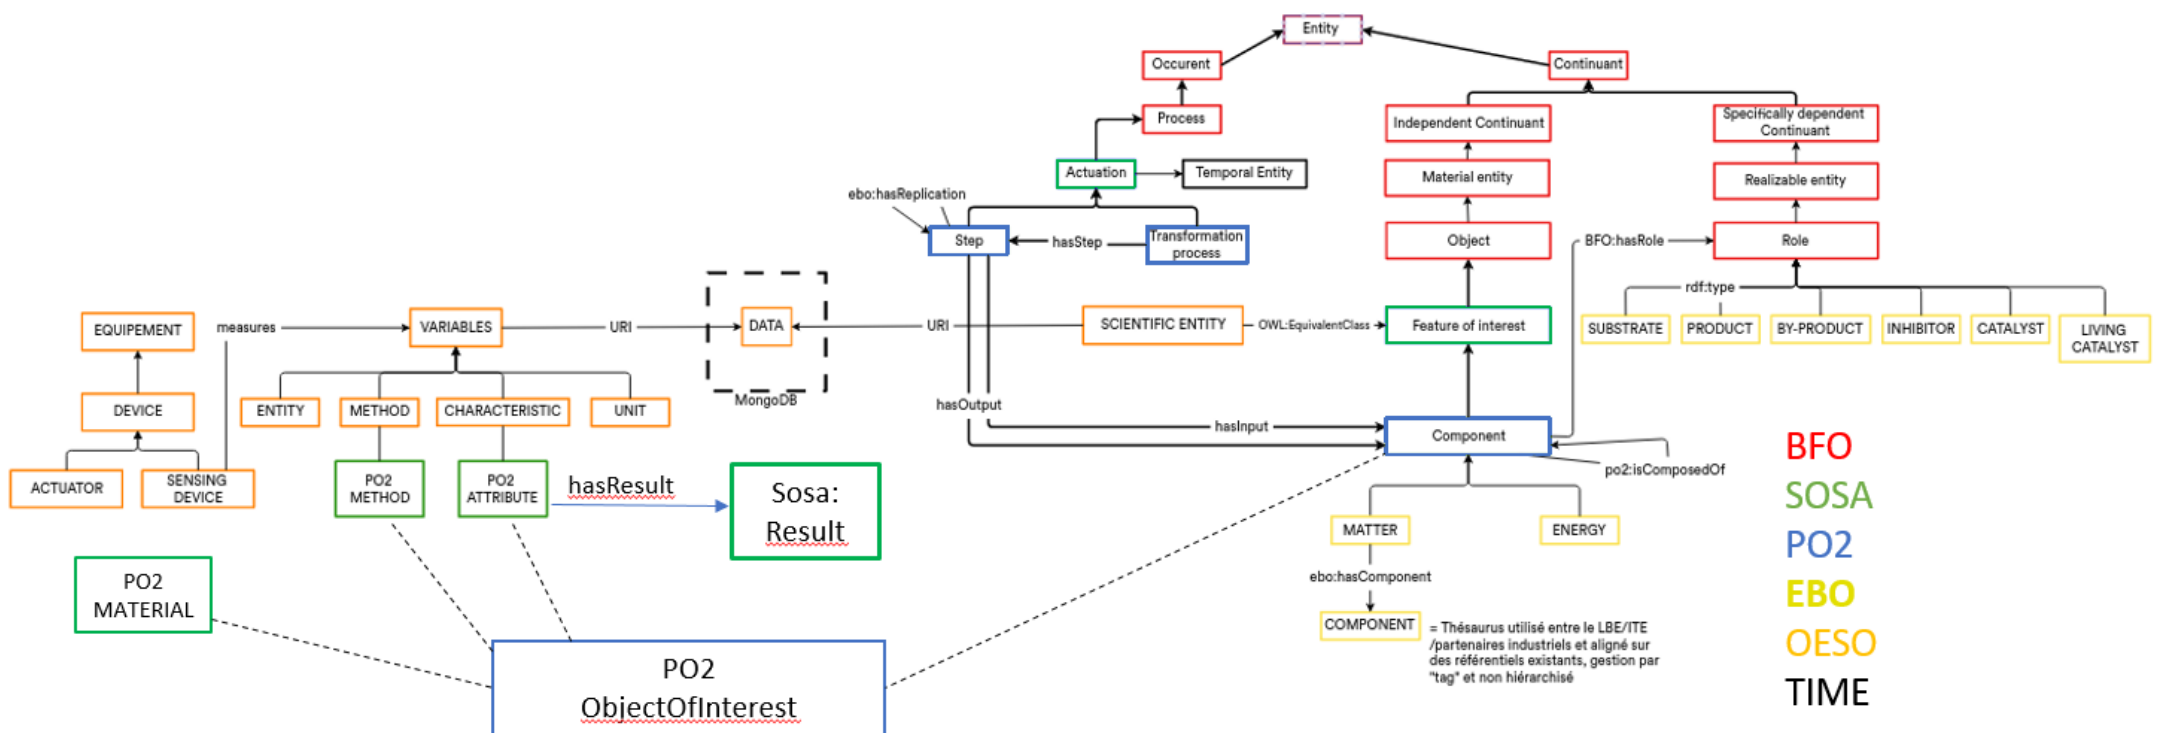 Entity
Occurent
Continuant
Process
Independent Continuant
Specifically dependent
Continuant
Actuation
Temporal Entity
Material entity
Realizable entity
ebo:hasReplication
Step
hasStep
Transformation
process
Object
BFO:hasRole
Role
rdf:type
EQUIPEMENT
measures
VARIABLES
URI
DATA
URI
SCIENTIFIC ENTITY
OWL:EquivalentClass
Feature of interest
SUBSTRATE
PRODUCT
BY-PRODUCT
INHIBITOR
CATALYST
LIVING
CATALYST
MongoDB
DEVICE
ENTITY
METHOD
CHARACTERISTIC
UNIT
hasOutput
hasInput
Component
po2:isComposedOf
ACTUATOR
SENSING
DEVICE
PO2
METHOD
PO2
ATTRIBUTE
hasResult
Sosa:
Result
MATTER
ENERGY
ebo:hasComponent
COMPONENT
= Thésaurus utilisé entre le LBE/ITE
/partenaires industriels et aligné sur
des référentiels existants, gestion par
"tag" et non hiérarchisé
PO2
MATERIAL
PO2
ObjectOfInterest
BFO
SOSA
PO2
EBO
OESO
TIME